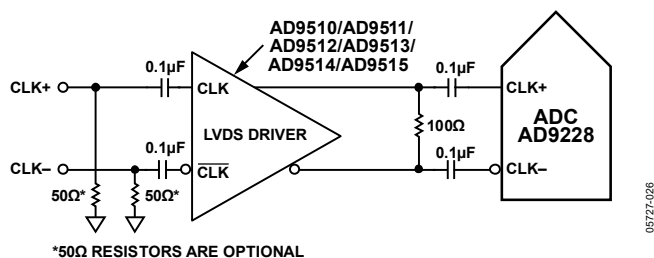 AD9510/AD9511/
AD9512/AD9513/
AD9514/AD9515
0.1µF
0.1µF
CLK+
CLK
CLK+
LVDS DRIVER
100Ω
ADC
AD9228
0.1µF
0.1µF
CLK–
CLK
CLK–
50Ω*
50Ω*
*50Ω RESISTORS ARE OPTIONAL
05727-026